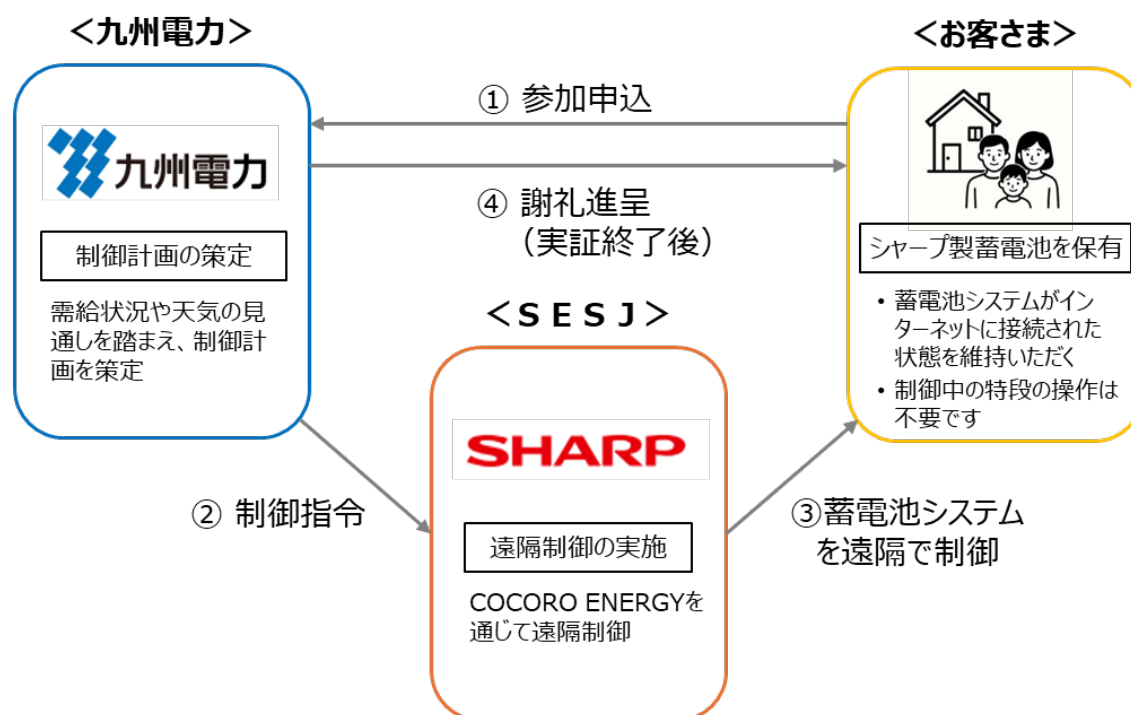 ＜九州電力＞
九州電力
制御計画の策定
需給状況や天気の見
通しを踏まえ、制御計
画を策定
① 参加申込
④ 謝礼進呈
（実証終了後）
＜お客さま＞
シャープ製蓄電池を保有
・蓄電池システムがイン
ターネットに接続された
状態を維持いただく
・制御中の特段の操作は
不要です
② 制御指令
＜ＳＥＳＪ＞
SHARP
遠隔制御の実施
COCORO ENERGYを
通じて遠隔制御
③蓄電池システム
を遠隔で制御